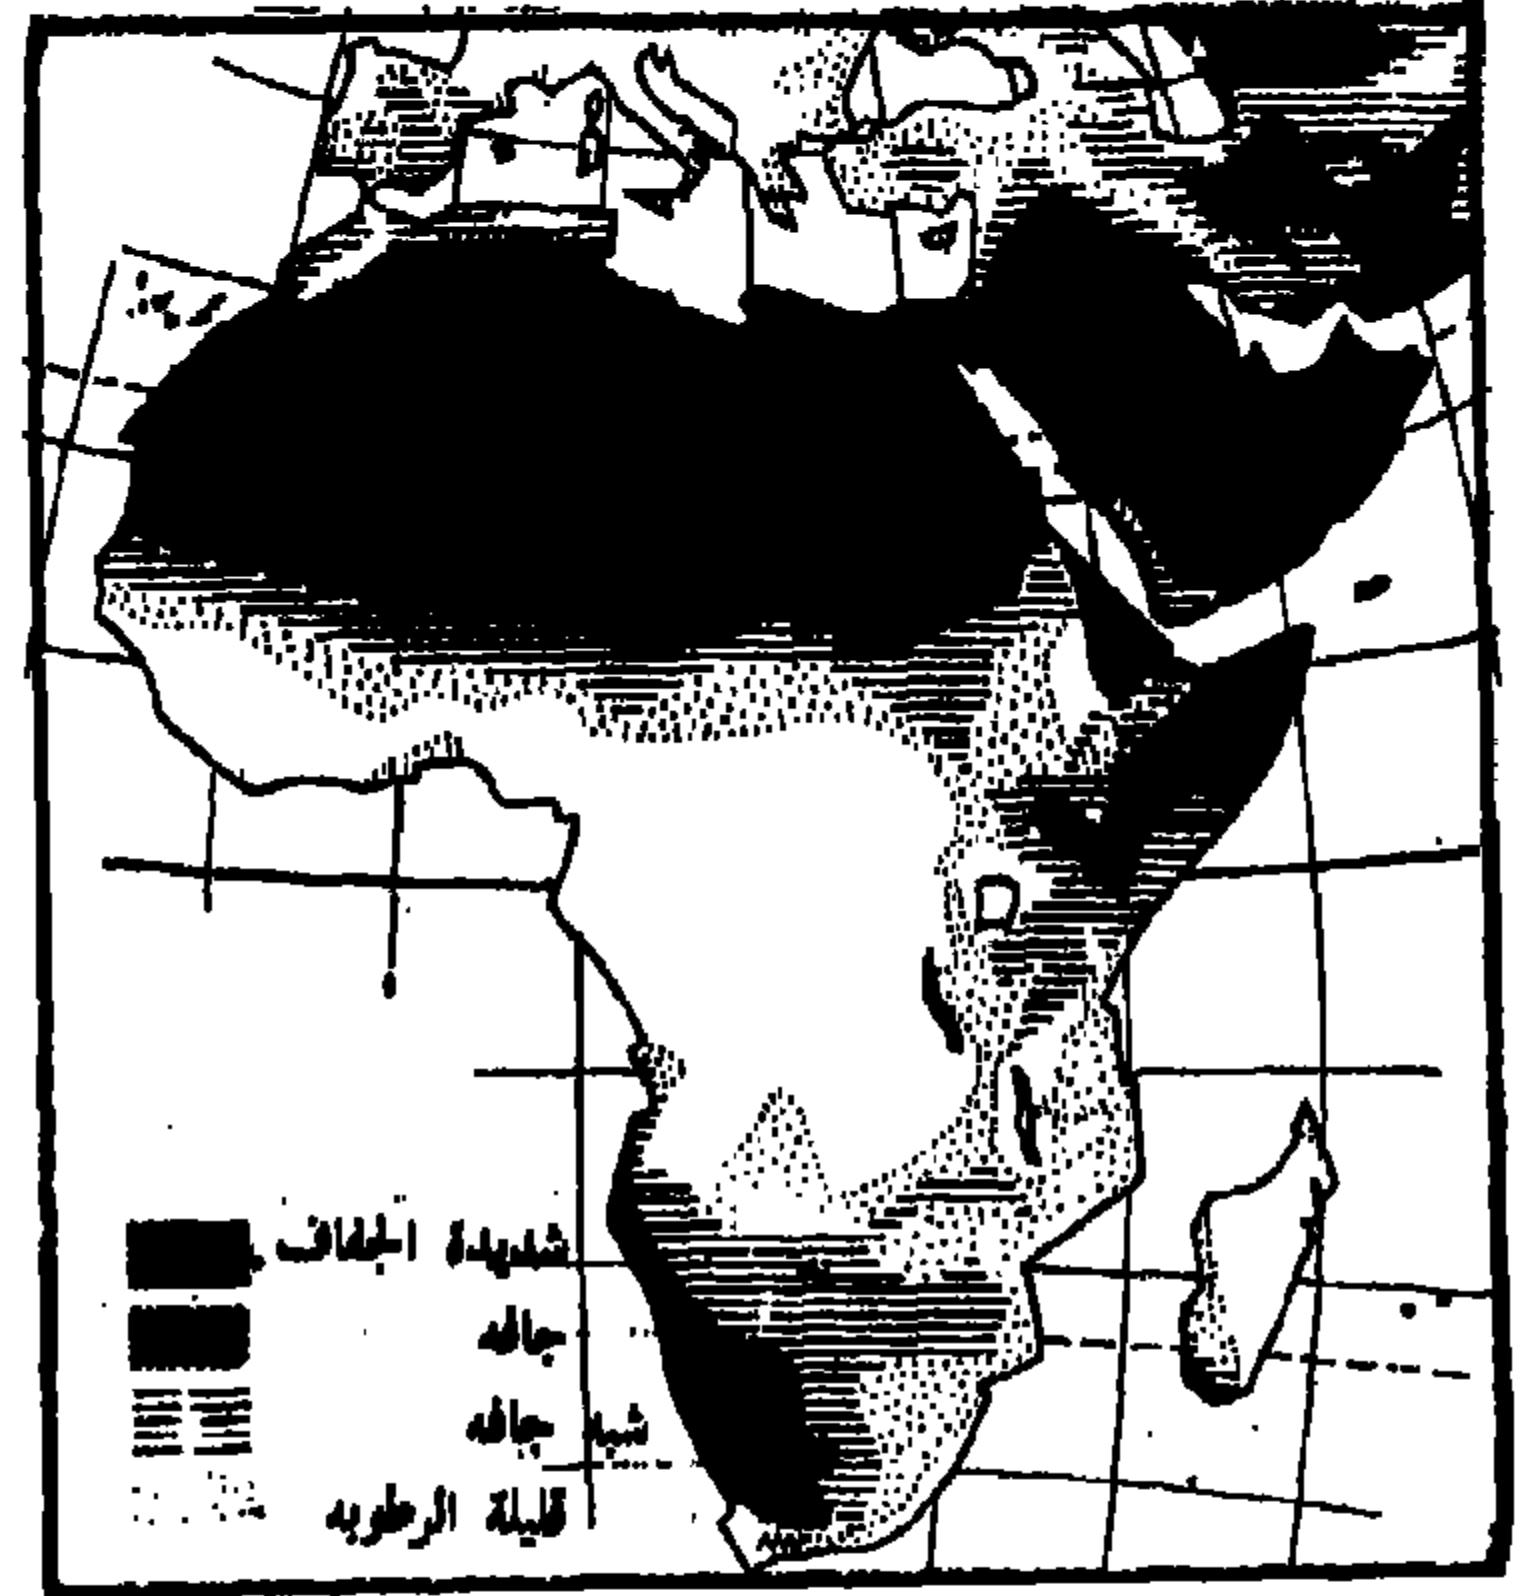 شديدة الجفاف
جافه
شبه جافه
قليلة الرطوبه